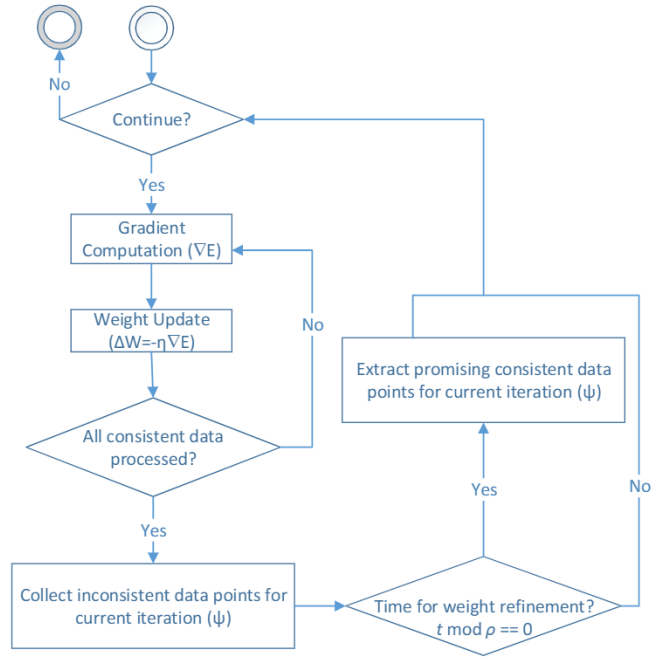 No
Continue?
Yes
Gradient
Computation (∇E)
No
Weight Update
(ΔW=-η∇E)
Extract promising consistent data
points for current iteration (ψ)
All consistent data
processed?
Yes
No
Yes
Collect inconsistent data points for
current iteration (ψ)
Time for weight refinement?
t mod ρ == 0